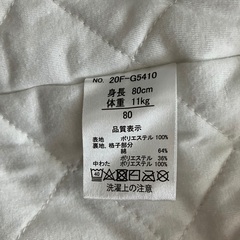 NO. 20F-G5410
身長 80cm
体重 11kg
80
品質表示
表地 ポリエステル 100%
裏地、格子部分
綿 64%
ポリエステル 36%
中わた ポリエステル 100%
洗濯上の注意